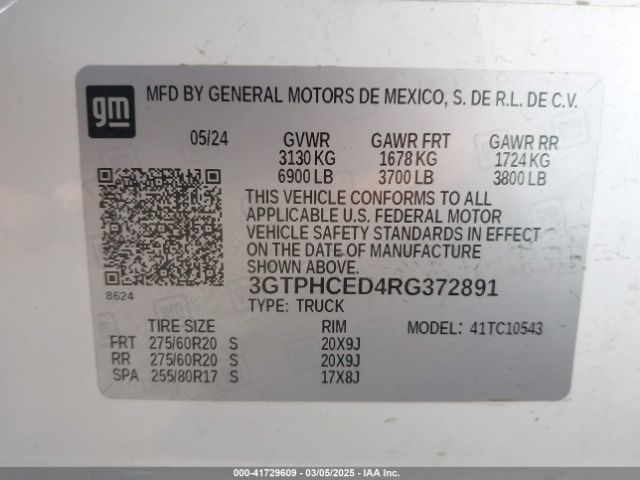 gm
MFD BY GENERAL MOTORS DE MEXICO, S. DE R.L. DE C.V.
05/24 GVWR GAWR FRT GAWR RR
3130 KG 1678 KG 1724 KG
6900 LB 3700 LB 3800 LB
THIS VEHICLE CONFORMS TO ALL
APPLICABLE U.S. FEDERAL MOTOR
VEHICLE SAFETY STANDARDS IN EFFECT
ON THE DATE OF MANUFACTURE
SHOWN ABOVE.
8624
3GTPHCED4RG372891
TYPE: TRUCK
TIRE SIZE RIM MODEL: 41TC10543
FRT 275/60R20 S 20X9J
RR 275/60R20 S 20X9J
SPA 255/80R17 S 17X8J
000-41729609 - 03/05/2025 - IAA Inc.